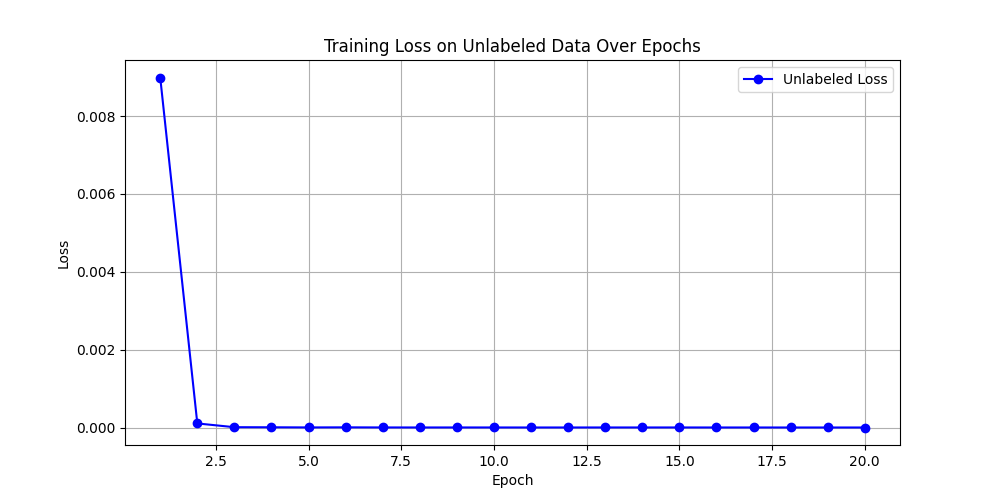 Training Loss on Unlabeled Data Over Epochs
Unlabeled Loss
0.008
0.006
0.004
0.002
0.000
Loss
2.5 5.0 7.5 10.0 12.5 15.0 17.5 20.0
Epoch